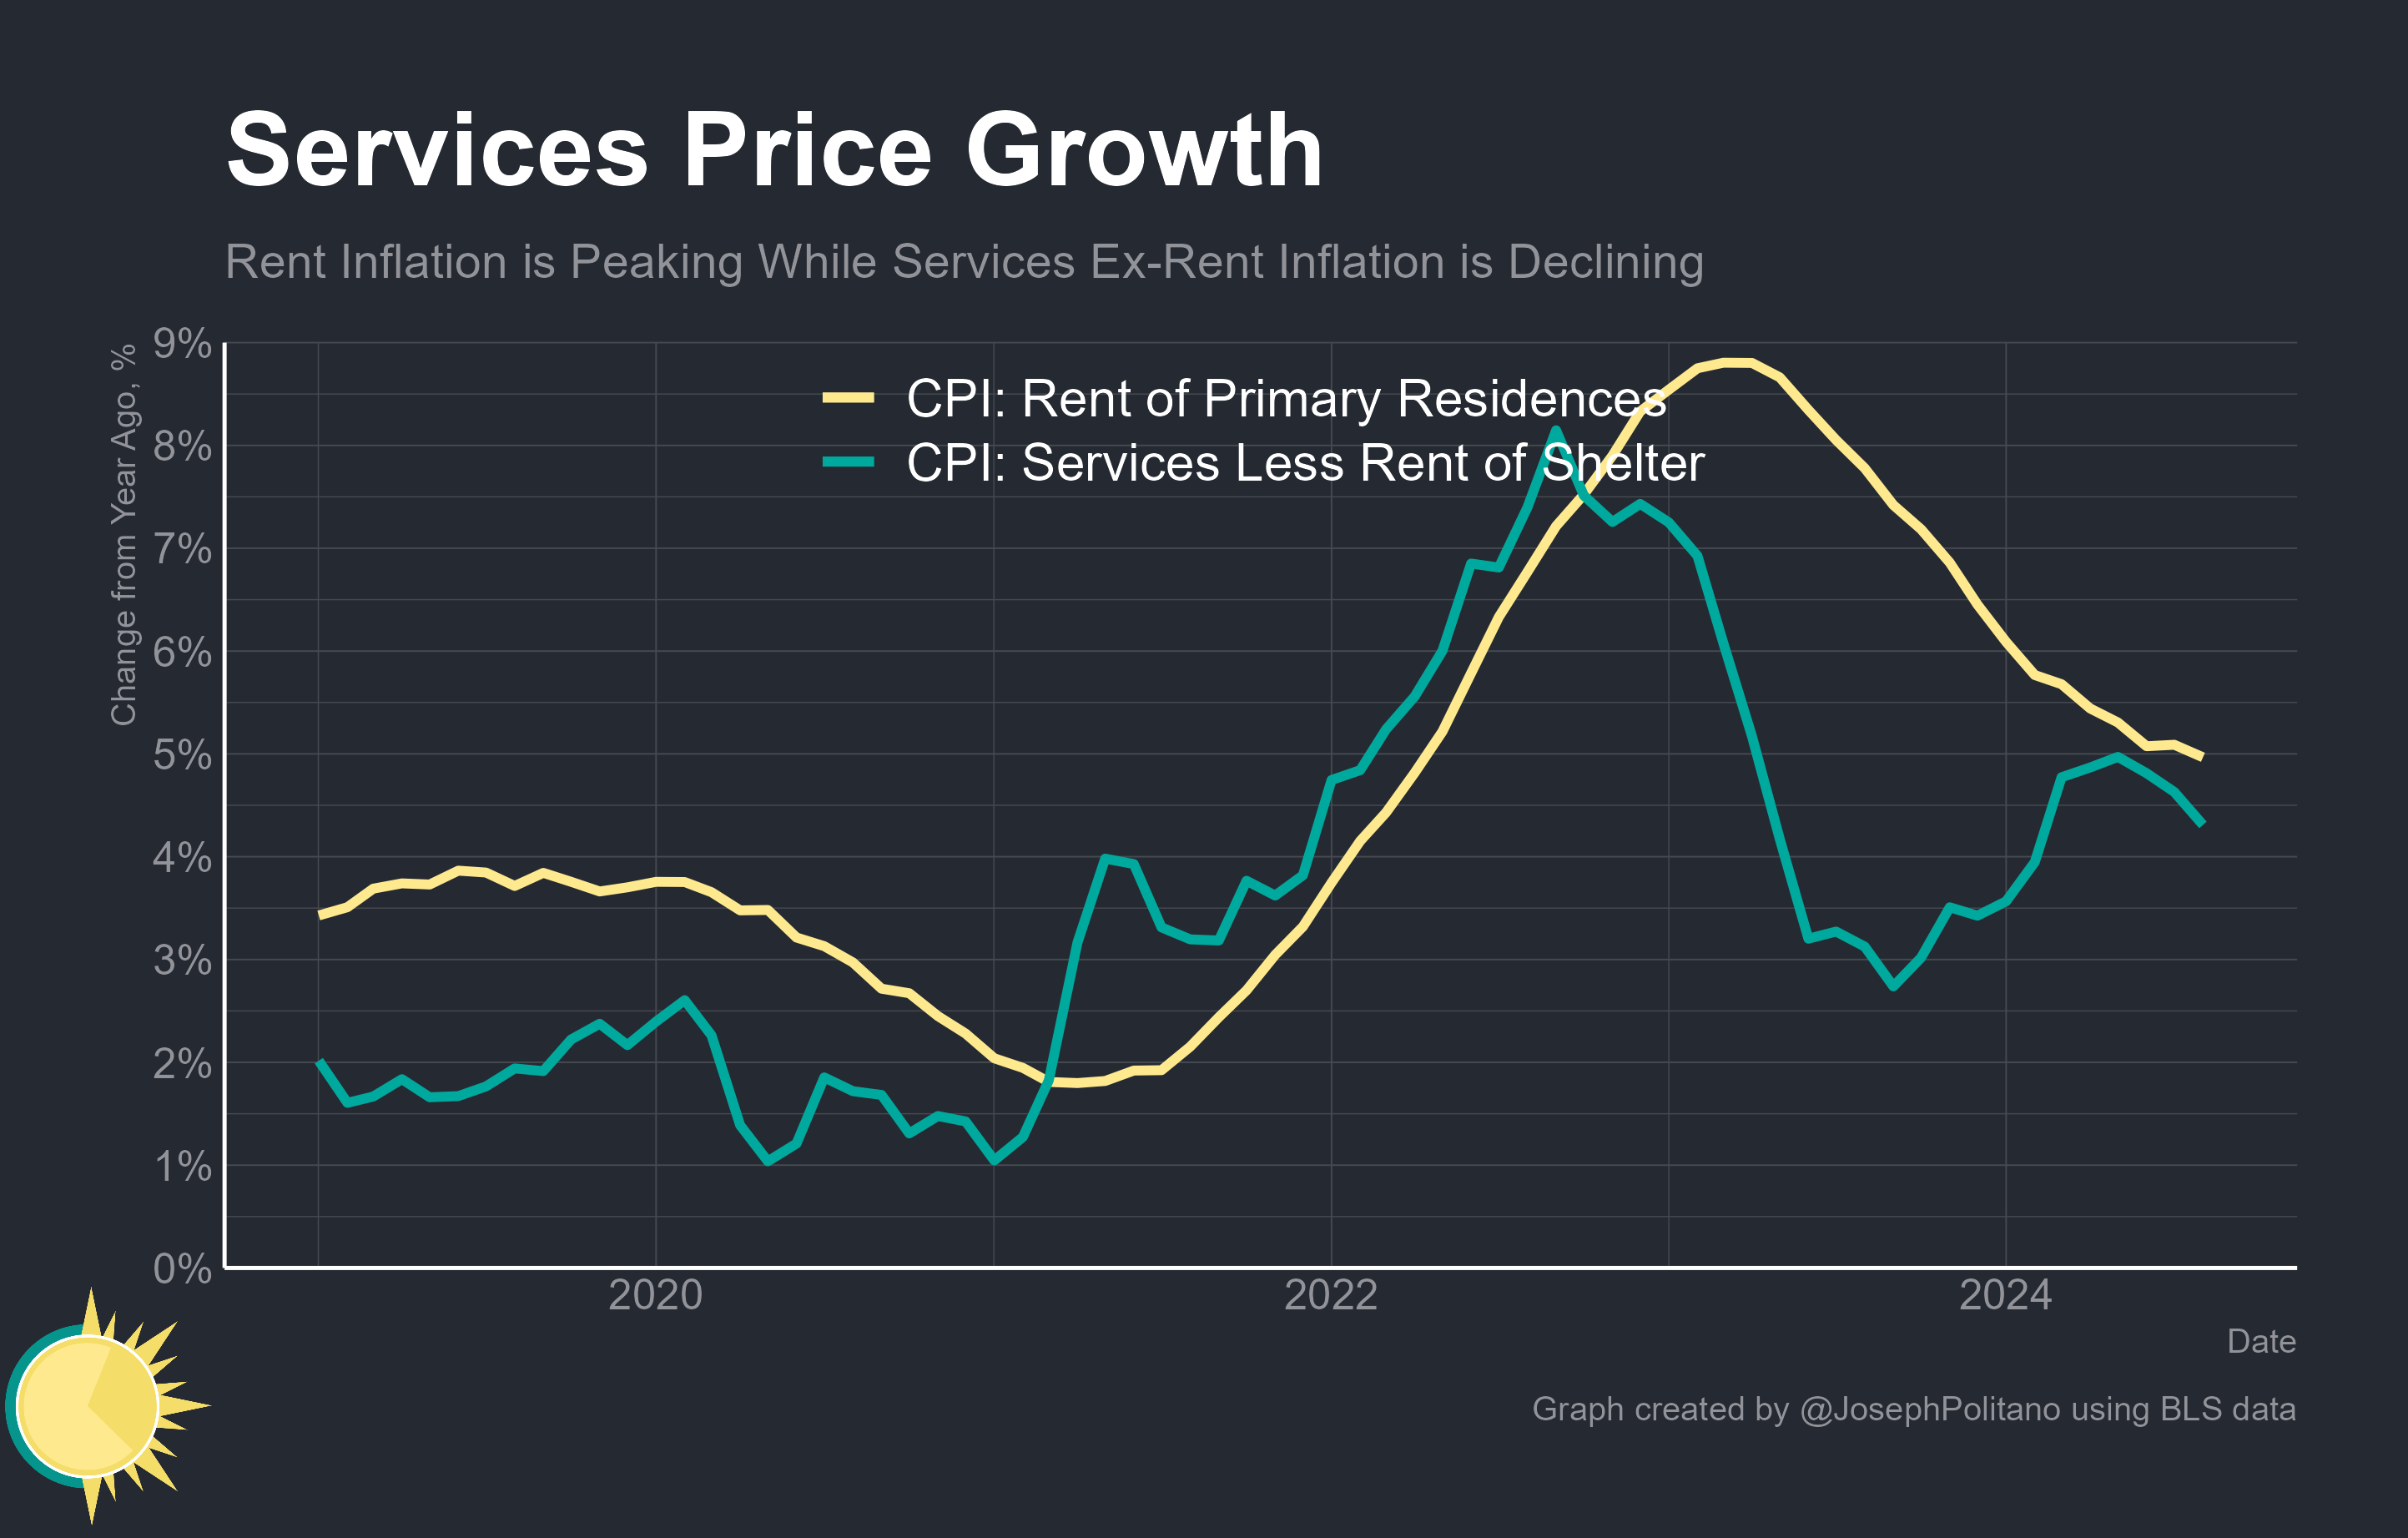 Services Price Growth
Rent Inflation is Peaking While Services Ex-Rent Inflation is Declining
Change from Year Ago, %
9%
8%
7%
6%
5%
4%
3%
2%
1%
0%
CPI: Rent of Primary Residences
CPI: Services Less Rent of Shelter
2020
2022
2024
Date
Graph created by @JosephPolitano using BLS data